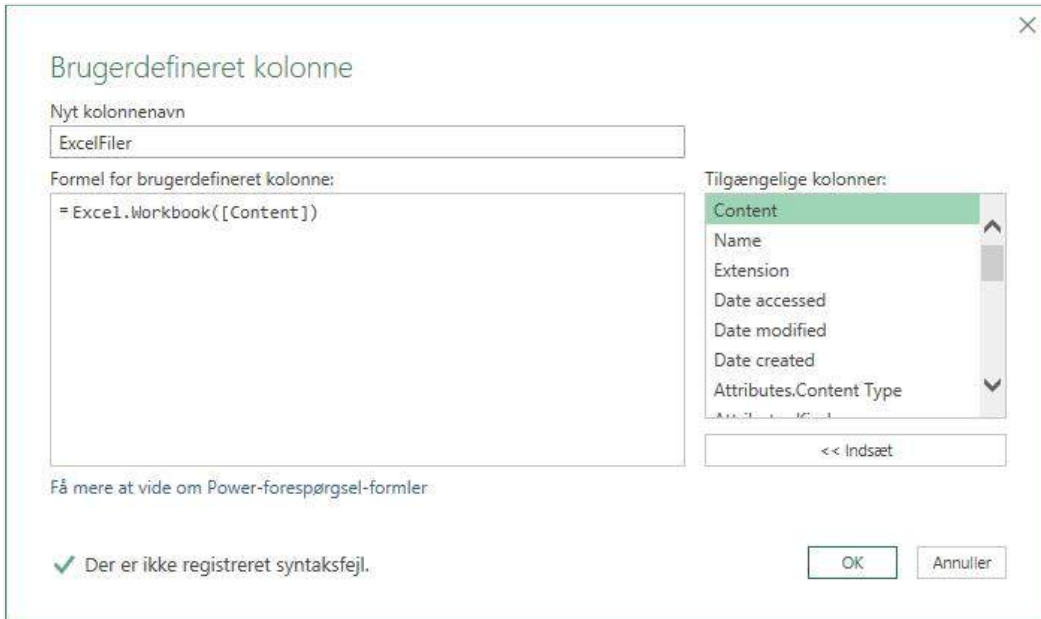 Brugerdefineret kolonne
Nyt kolonnenavn
ExcelFiler
Formel for brugerdefineret kolonne:
= Excel.Workbook([Content])
Tilgængelige kolonner:
Content
Name
Extension
Date accessed
Date modified
Date created
Attributes.Content Type
<< Indsæt
Få mere at vide om Power-forespørgsel-formler
Der er ikke registreret syntaksfejl.
OK
Annuller